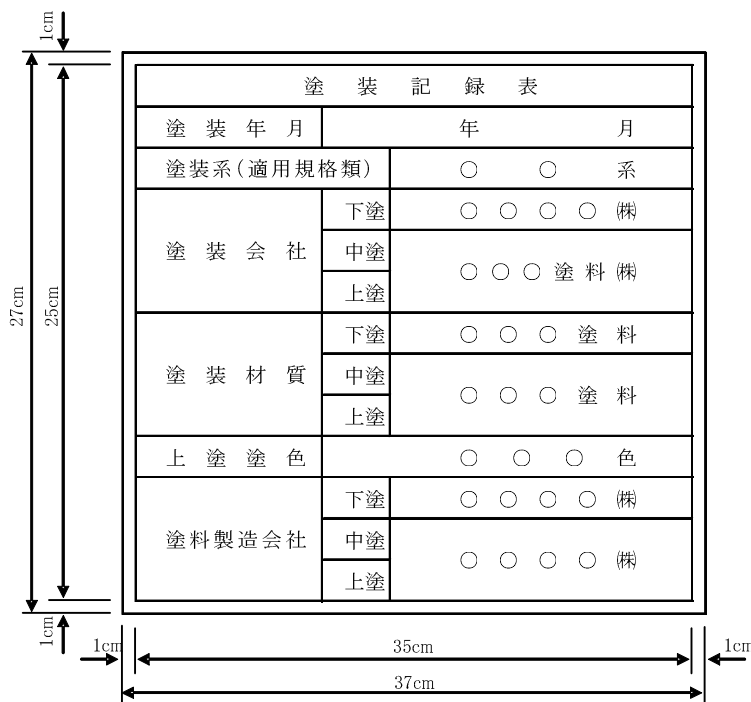 1cm
塗装記録表
塗装年月 年 月
塗装系(適用規格類) ○ ○ 系
塗装会社 下塗 ○○○○㈱
中塗 ○○○塗料㈱
上塗
塗装材質 下塗 ○○○塗料
中塗 ○○○塗料
上塗
上塗塗色 ○○○色
塗料製造会社 下塗 ○○○○㈱
中塗 ○○○○㈱
上塗
27cm
25cm
1cm
1cm
35cm
1cm
37cm